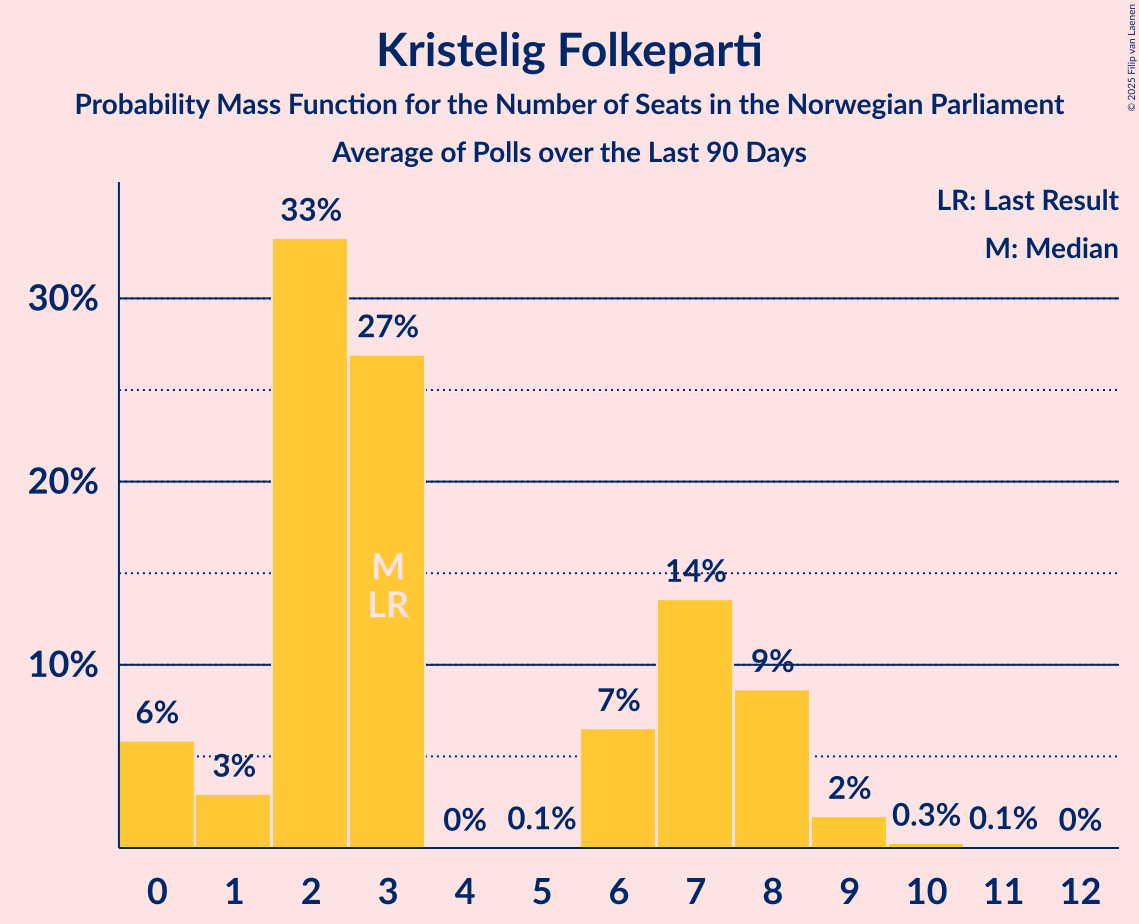 Kristelig Folkeparti
Probability Mass Function for the Number of Seats in the Norwegian Parliament
Average of Polls over the Last 90 Days
© 2025 Filip van Laenen
LR: Last Result
M: Median
33%
30%
27%
20%
M
LR
14%
10%
9%
7%
6%
3%
2%
0%
0.1%
0.3%
0.1%
0%
0 1 2 3 4 5 6 7 8 9 10 11 12